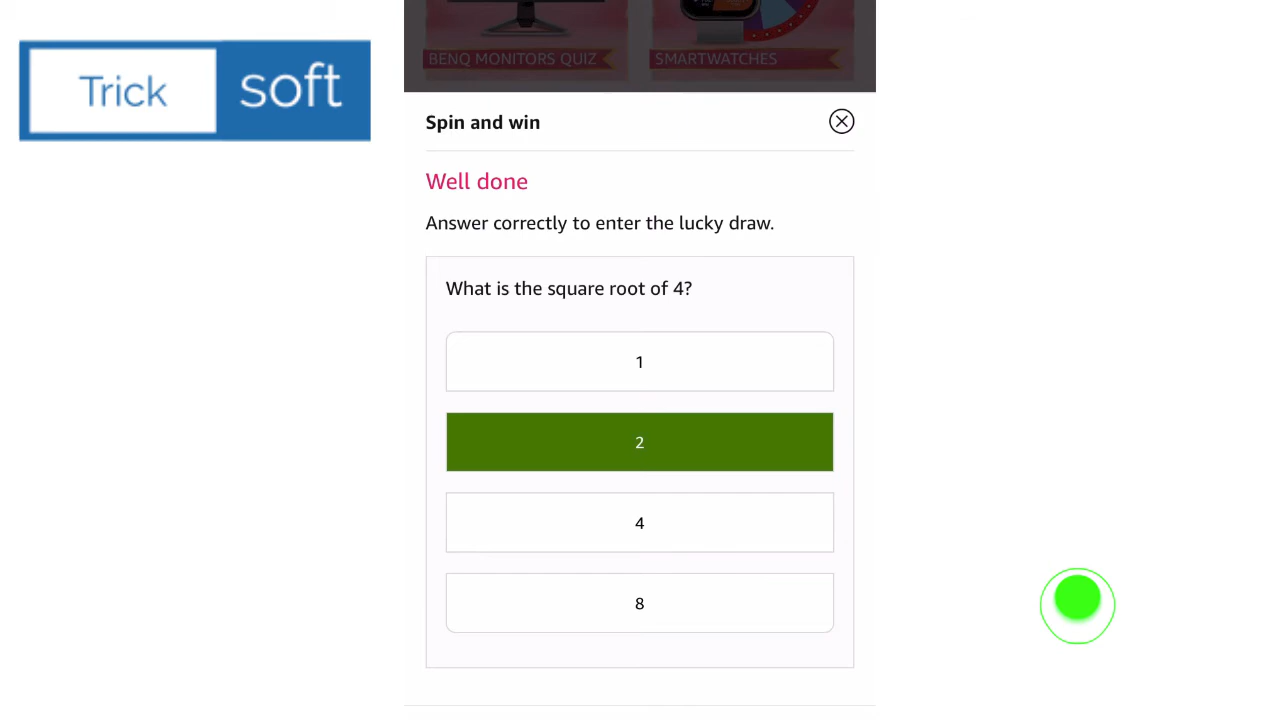 Trick soft
BENQ MONITORS QUIZ
SMARTWATCHES
Spin and win
Well done
Answer correctly to enter the lucky draw.
What is the square root of 4?
1
2
4
8